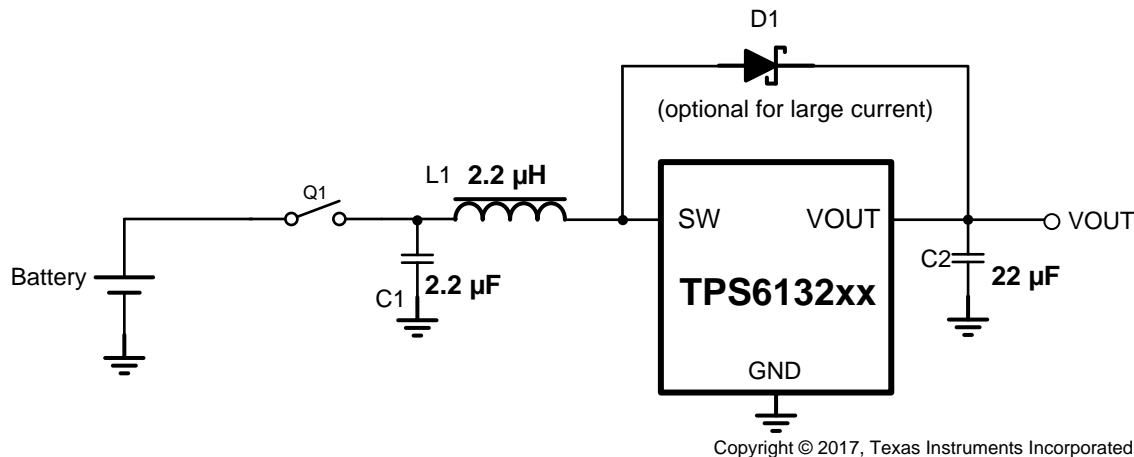 D1
(optional for large current)
L1 2.2 µH
Q1
SW VOUT
VOUT
Battery
C1
2.2 µF
TPS6132xx
C2
22 µF
GND
Copyright © 2017, Texas Instruments Incorporated